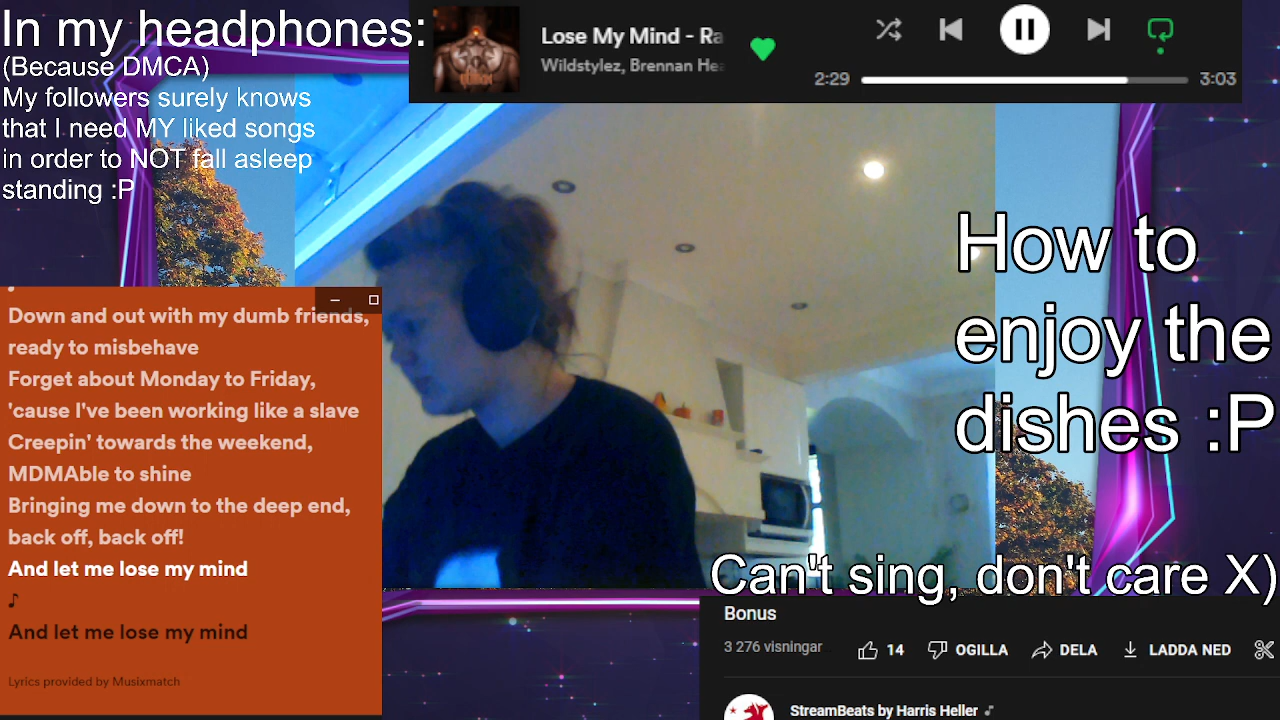 In my headphones:
(Because DMCA)
My followers surely knows
that I need MY liked songs
in order to NOT fall asleep
standing :P
Lose My Mind - Ra
Wildstylez, Brennan Hea
2:29
3:03
Down and out with my dumb friends,
ready to misbehave
Forget about Monday to Friday,
'cause I've been working like a slave
Creepin' towards the weekend,
MDMAble to shine
Bringing me down to the deep end,
back off, back off!
And let me lose my mind
♪
And let me lose my mind
Lyrics provided by Musixmatch
How to
enjoy the
dishes :P
Can't sing, don't care X)
Bonus
3 276 visningar
14
OGILLA
DELA
LADDA NED
StreamBeats by Harris Heller